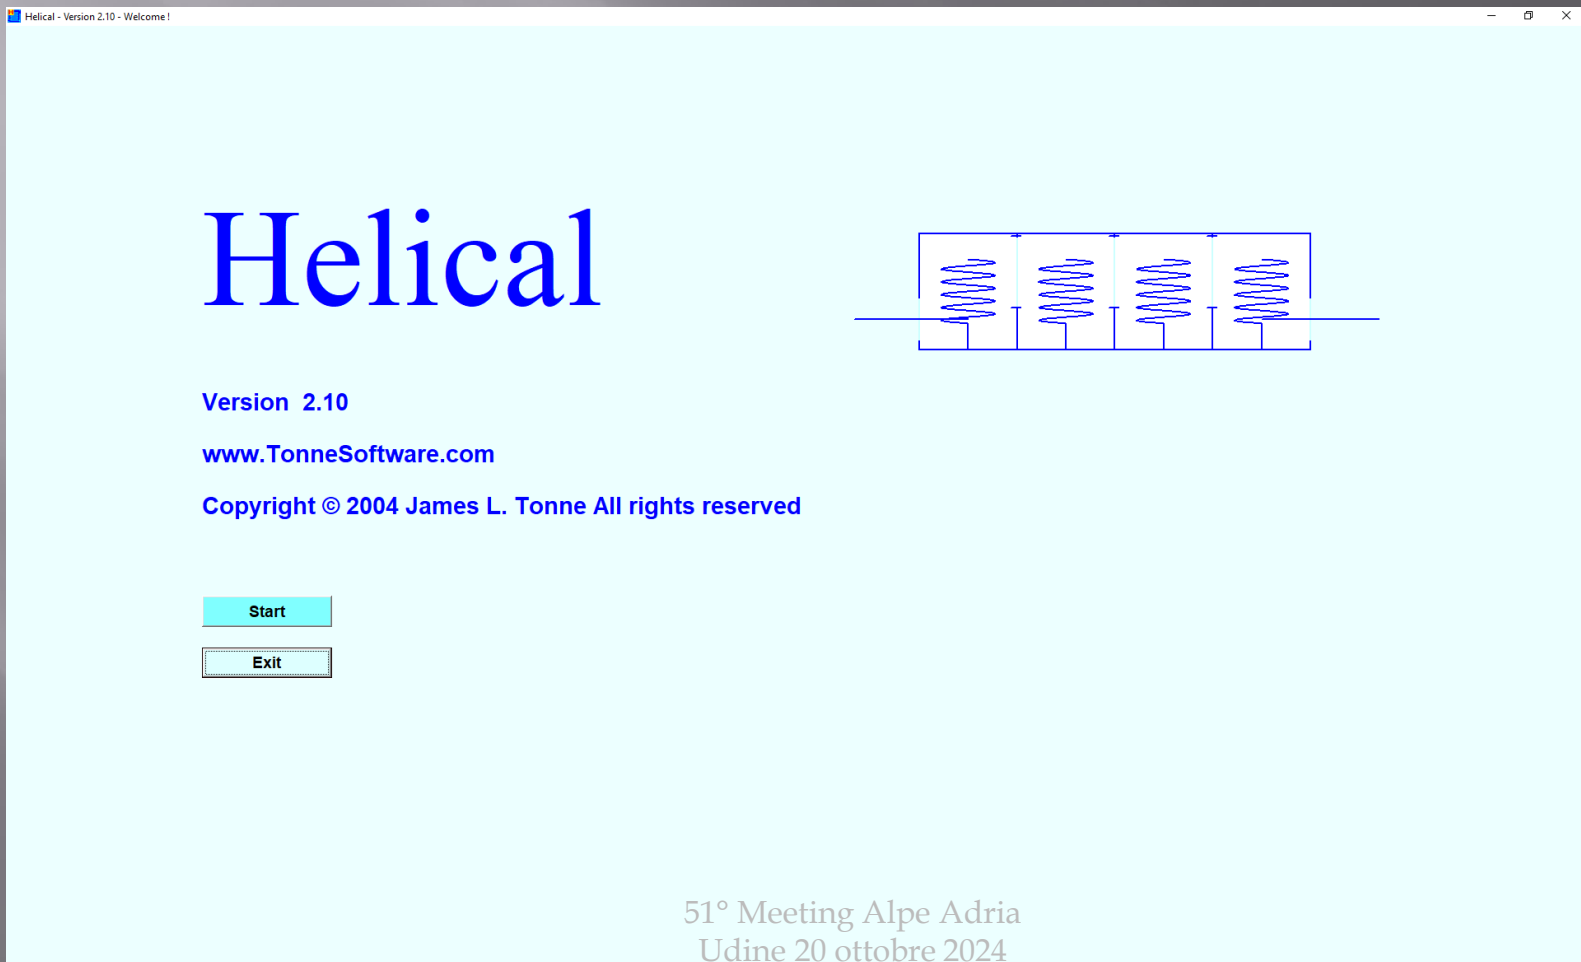 Helical - Version 2.10 - Welcome !
Helical
Version 2.10
www.TonneSoftware.com
Copyright © 2004 James L. Tonne All rights reserved
Start
Exit
51° Meeting Alpe Adria
Udine 20 ottobre 2024